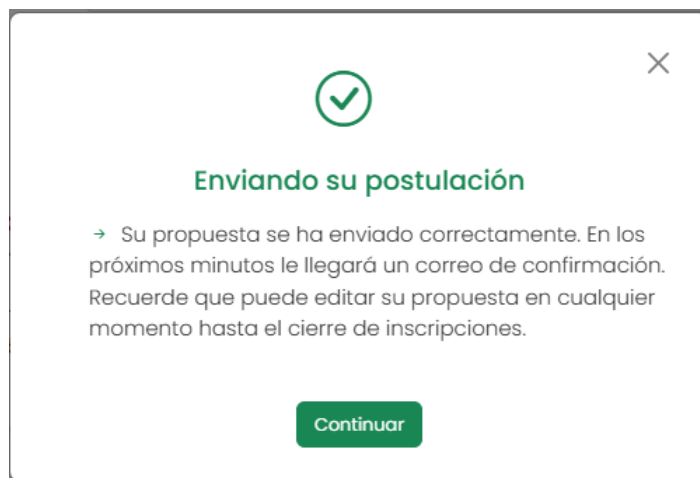 Enviando su postulación
→ Su propuesta se ha enviado correctamente. En los
próximos minutos le llegará un correo de confirmación.
Recuerde que puede editar su propuesta en cualquier
momento hasta el cierre de inscripciones.
Continuar